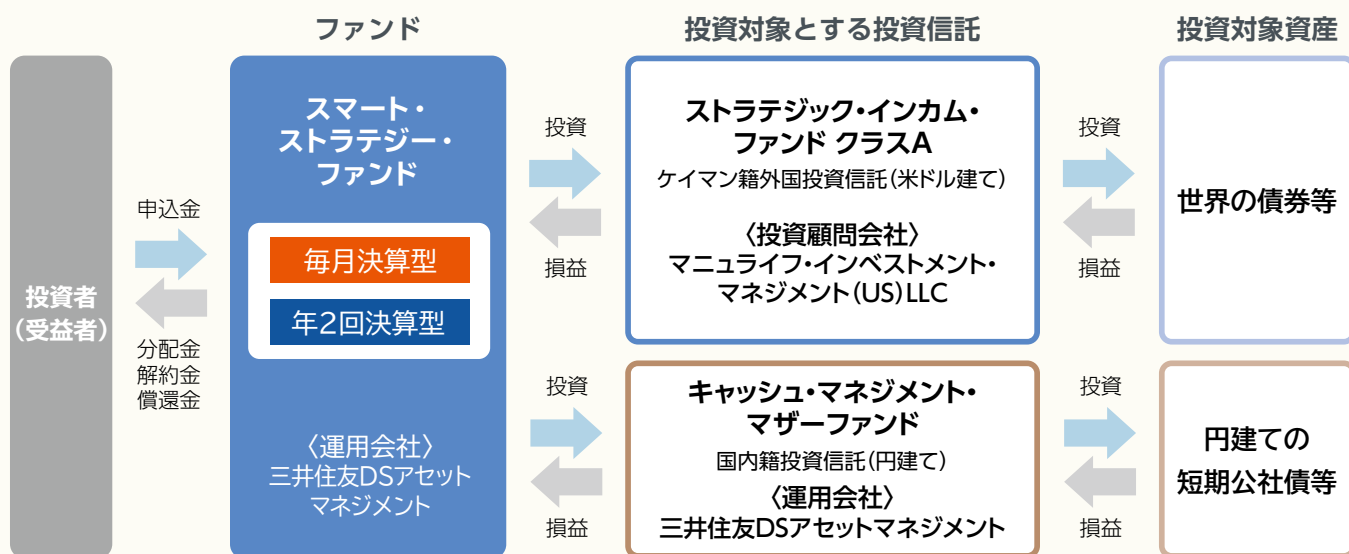 ファンド
投資対象とする投資信託
投資対象資産
投資者
(受益者)
申込金
分配金
解約金
償還金
スマート・
ストラテジー・
ファンド
毎月決算型
年2回決算型
〈運用会社〉
三井住友DSアセット
マネジメント
投資
損益
ストラテジック・インカム・
ファンド クラスA
ケイマン籍外国投資信託(米ドル建て)
〈投資顧問会社〉
マニュライフ・インベストメント・
マネジメント(US)LLC
投資
損益
世界の債券等
投資
損益
キャッシュ・マネジメント・
マザーファンド
国内籍投資信託(円建て)
〈運用会社〉
三井住友DSアセットマネジメント
投資
損益
円建ての
短期公社債等